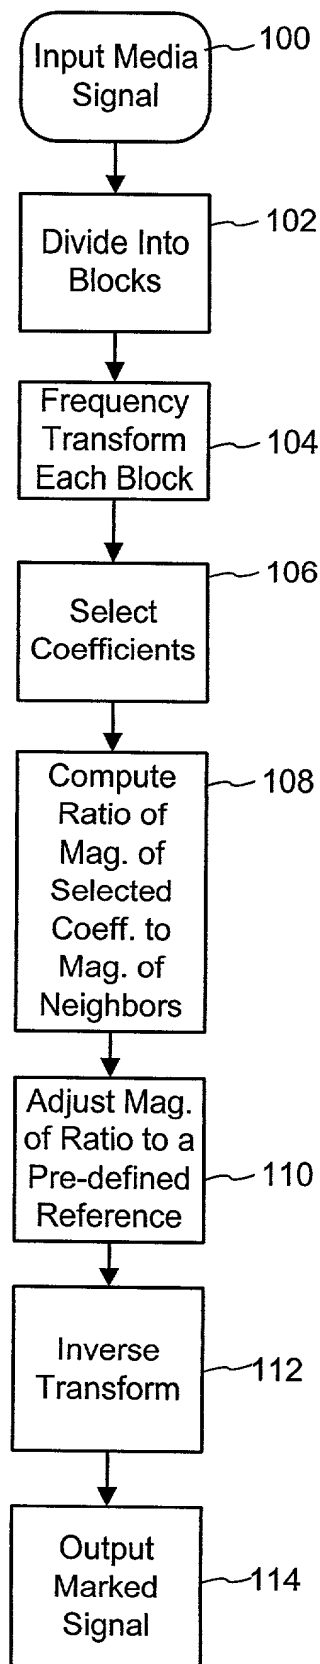 Input Media
Signal
100
Divide Into
Blocks
102
Frequency
Transform
Each Block
104
Select
Coefficients
106
Compute
Ratio of
Mag. of
Selected
Coeff. to
Mag. of
Neighbors
108
Adjust Mag.
of Ratio to a
Pre-defined
Reference
110
Inverse
Transform
112
Output
Marked
Signal
114